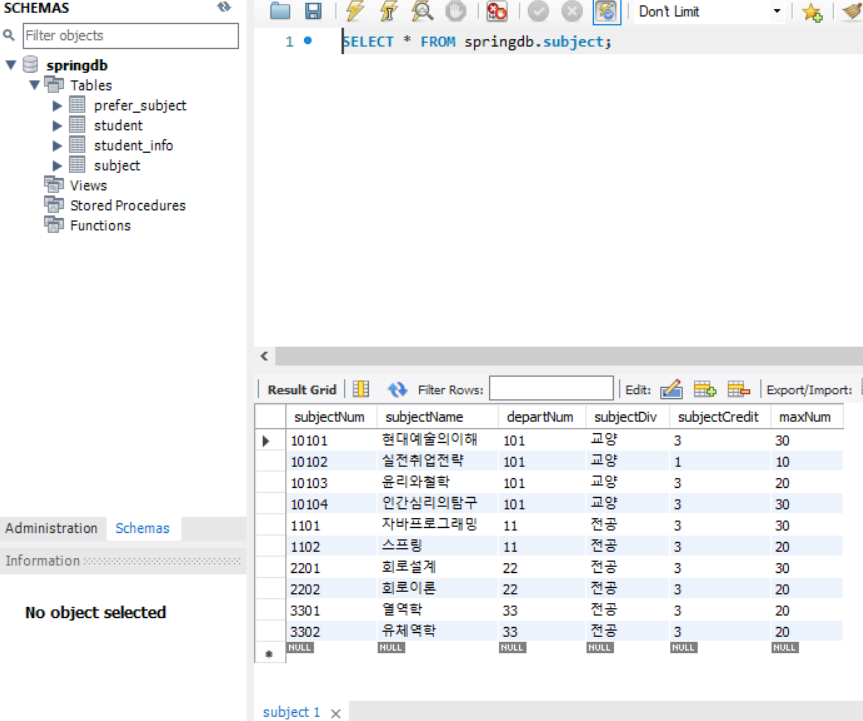 SCHEMAS
Filter objects
springdb
Tables
prefer_subject
student
student_info
subject
Views
Stored Procedures
Functions
Administration Schemas
Information
No object selected
Don't Limit
1 SELECT * FROM springdb.subject;
Result Grid Filter Rows: Edit: Export/Import:
subjectNum subjectName departNum subjectDiv subjectCredit maxNum
10101 현대예술의이해 101 교양 3 30
10102 실전취업전략 101 교양 1 10
10103 윤리와철학 101 교양 3 20
10104 인간심리의탐구 101 교양 3 30
1101 자바프로그래밍 11 전공 3 30
1102 스프링 11 전공 3 20
2201 회로설계 22 전공 3 30
2202 회로이론 22 전공 3 20
3301 열역학 33 전공 3 20
3302 유체역학 33 전공 3 20
NULL NULL NULL NULL NULL NULL
subject 1